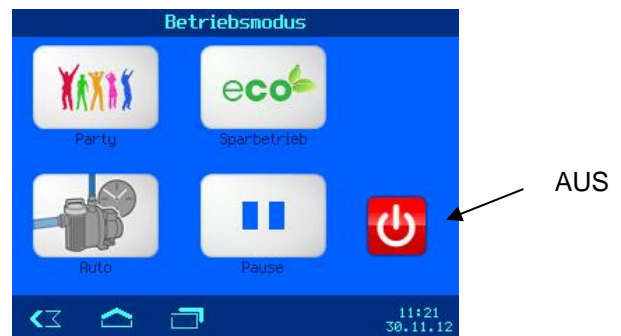 Betriebsmodus
eco
Party
Sparbetrieb
AUS
Auto
Pause
11:21
30.11.12